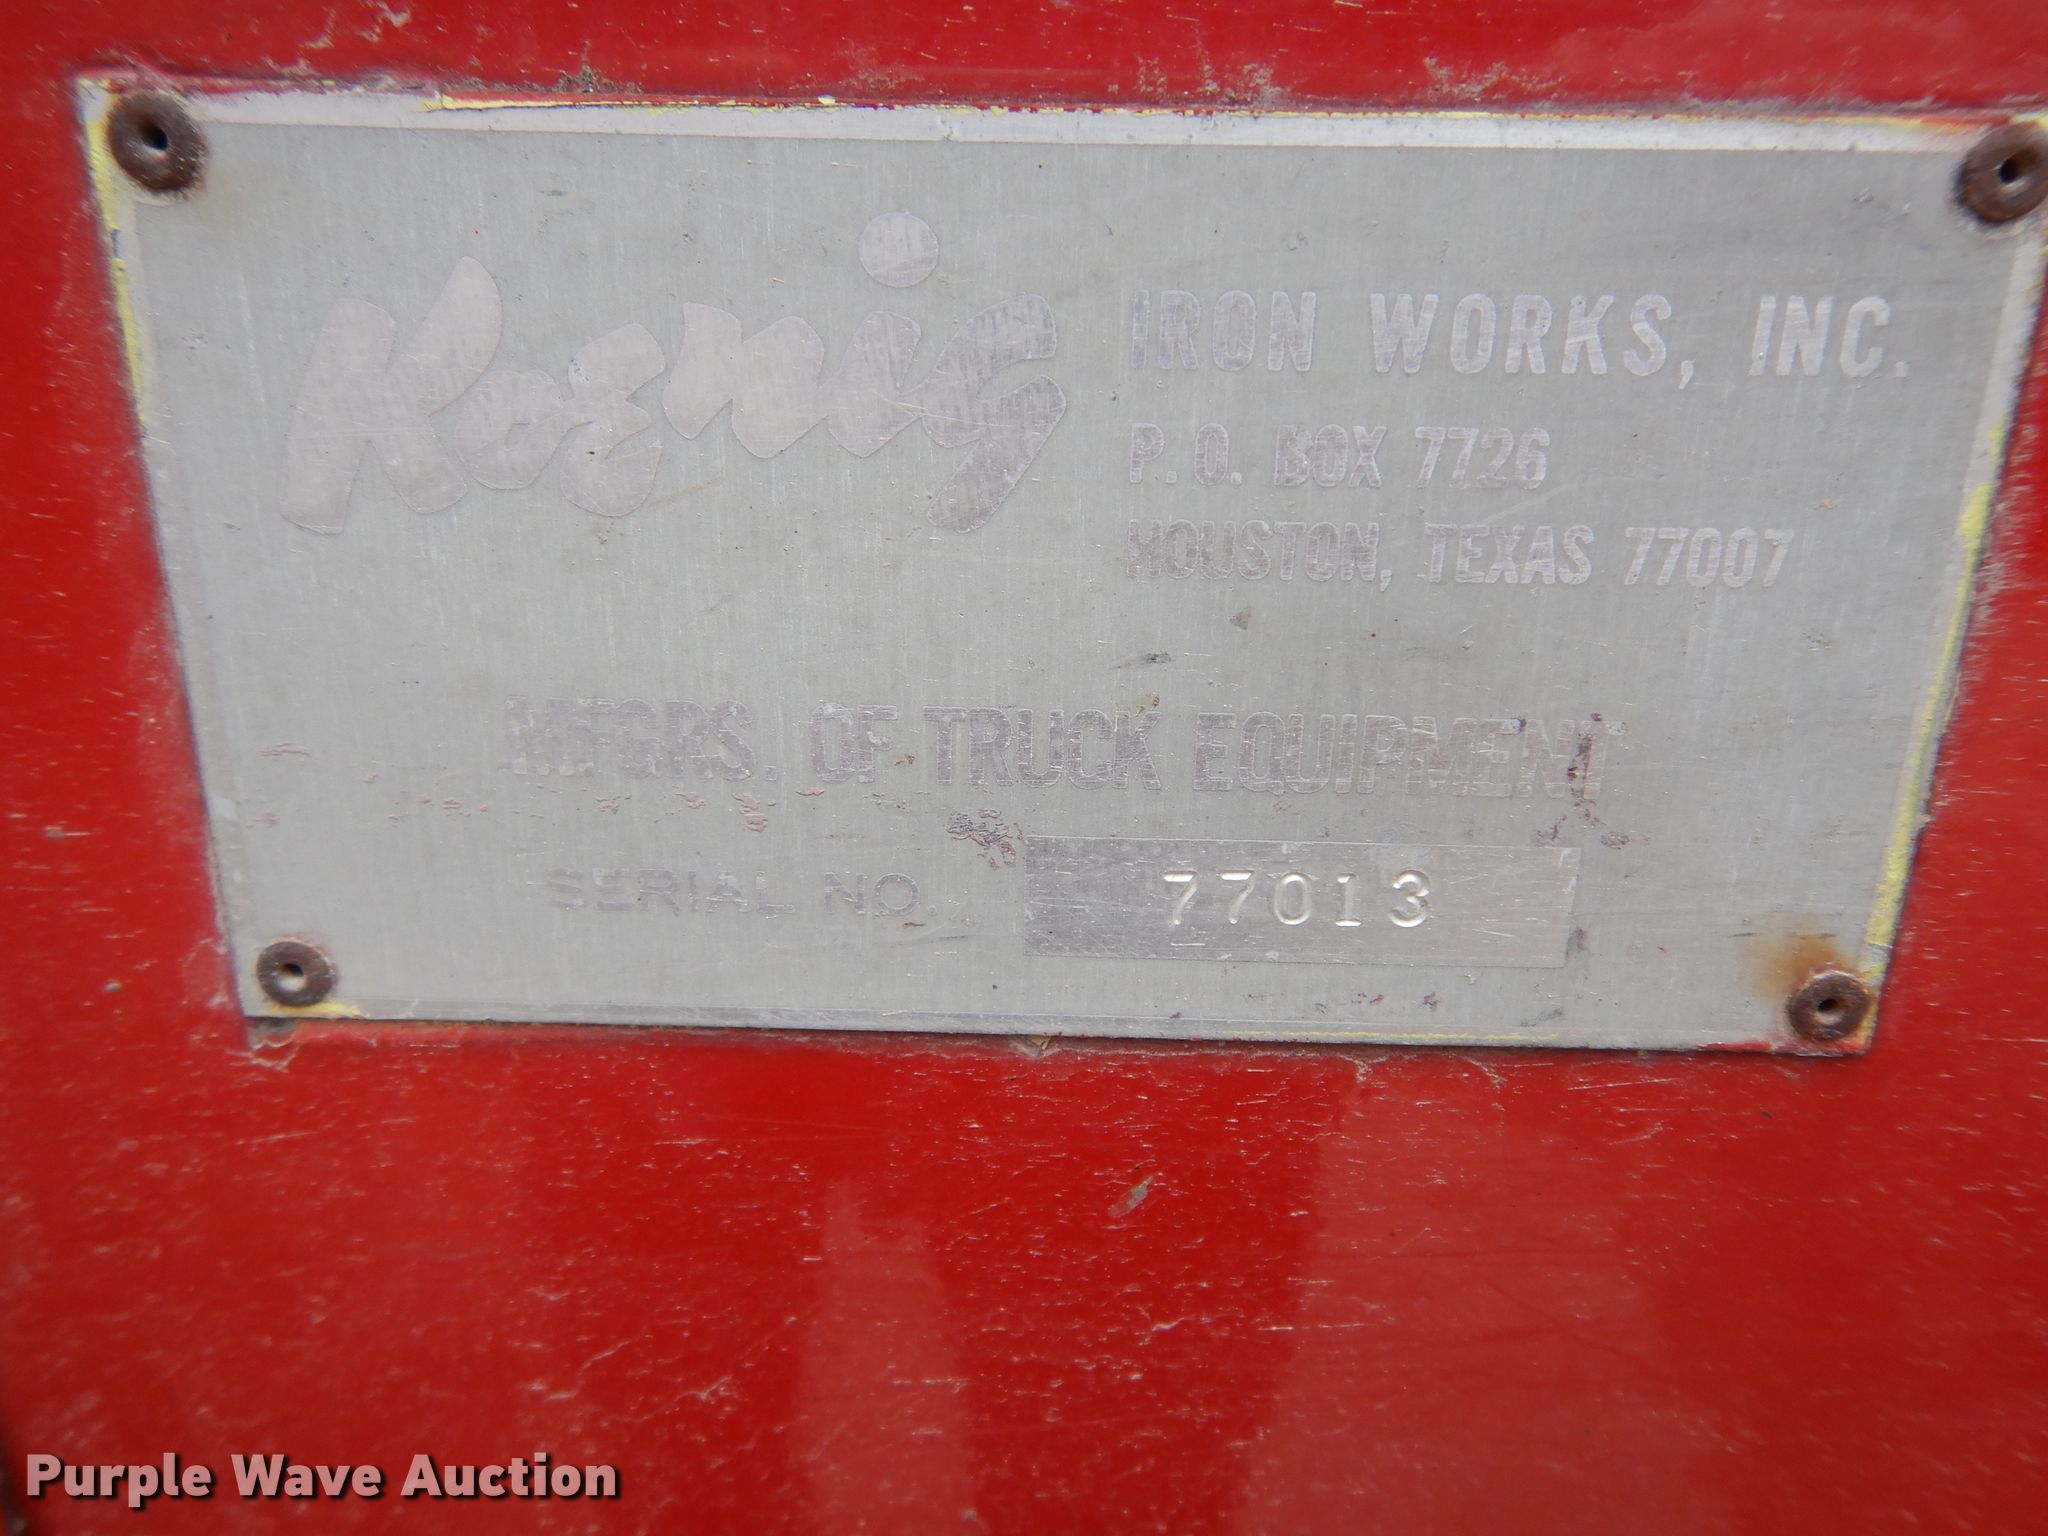 Koenig IRON WORKS, INC.
P.O. BOX 7726
HOUSTON, TEXAS 77007
MFGRS. OF TRUCK EQUIPMENT
SERIAL NO. 77013
Purple Wave Auction